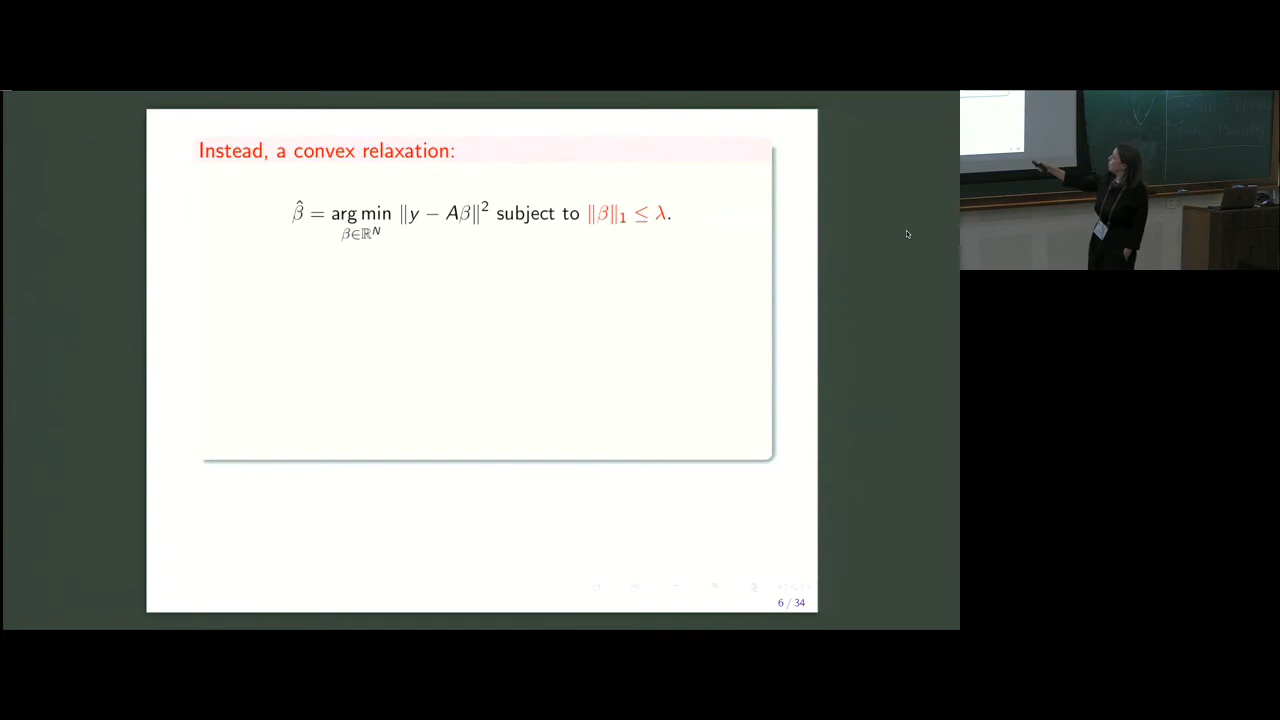 Instead, a convex relaxation:
β̂ = arg min ‖y − Aβ‖² subject to ‖β‖₁ ≤ λ.
β∈ℝᴺ
6 / 34